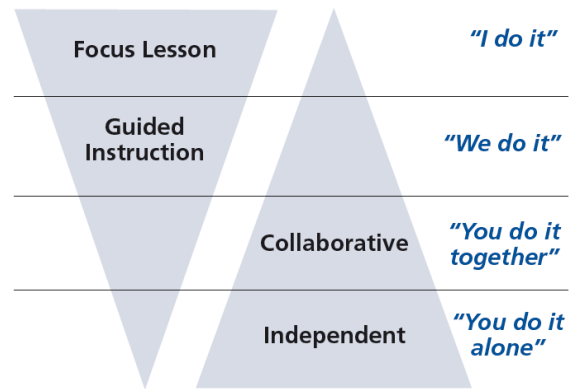 Focus Lesson
“I do it”
Guided
Instruction
“We do it”
Collaborative
“You do it
together”
Independent
“You do it
alone”